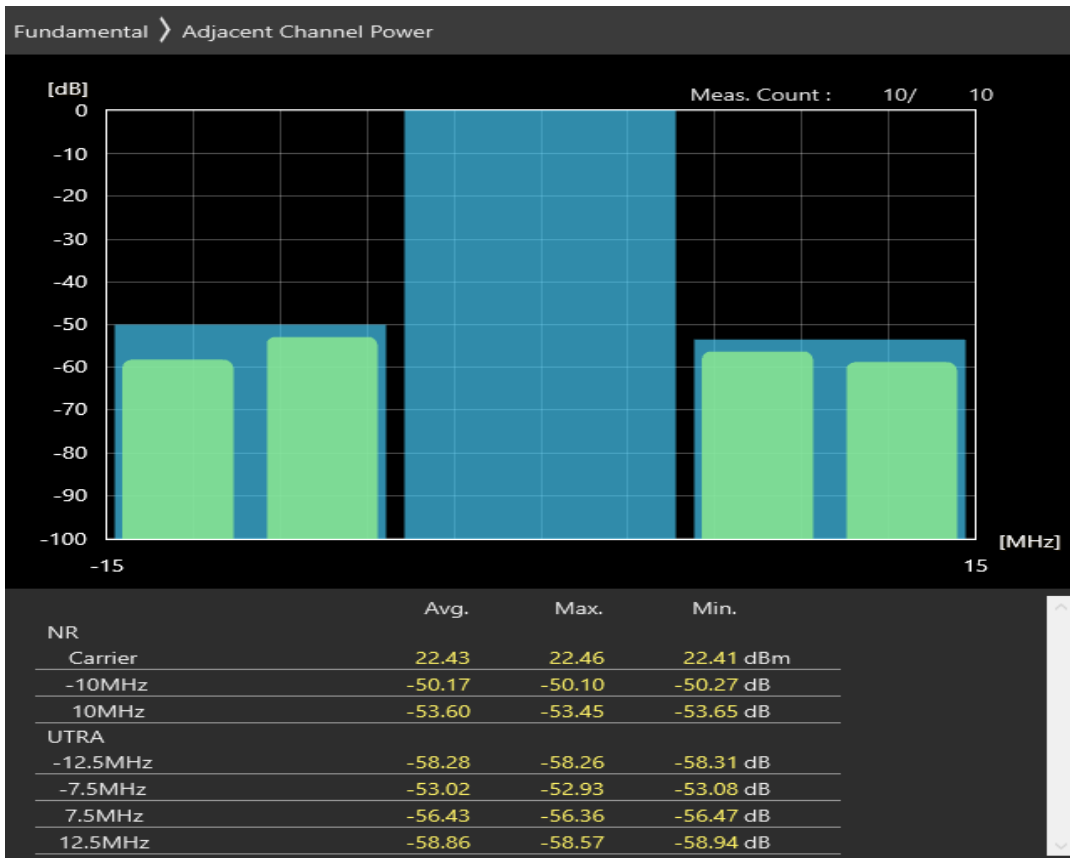 Fundamental 〉 Adjacent Channel Power
[dB]
Meas. Count : 10/ 10
0
-10
-20
-30
-40
-50
-60
-70
-80
-90
-100
[MHz]
-15 15
Avg. Max. Min.
NR
Carrier 22.43 22.46 22.41 dBm
-10MHz -50.17 -50.10 -50.27 dB
10MHz -53.60 -53.45 -53.65 dB
UTRA
-12.5MHz -58.28 -58.26 -58.31 dB
-7.5MHz -53.02 -52.93 -53.08 dB
7.5MHz -56.43 -56.36 -56.47 dB
12.5MHz -58.86 -58.57 -58.94 dB